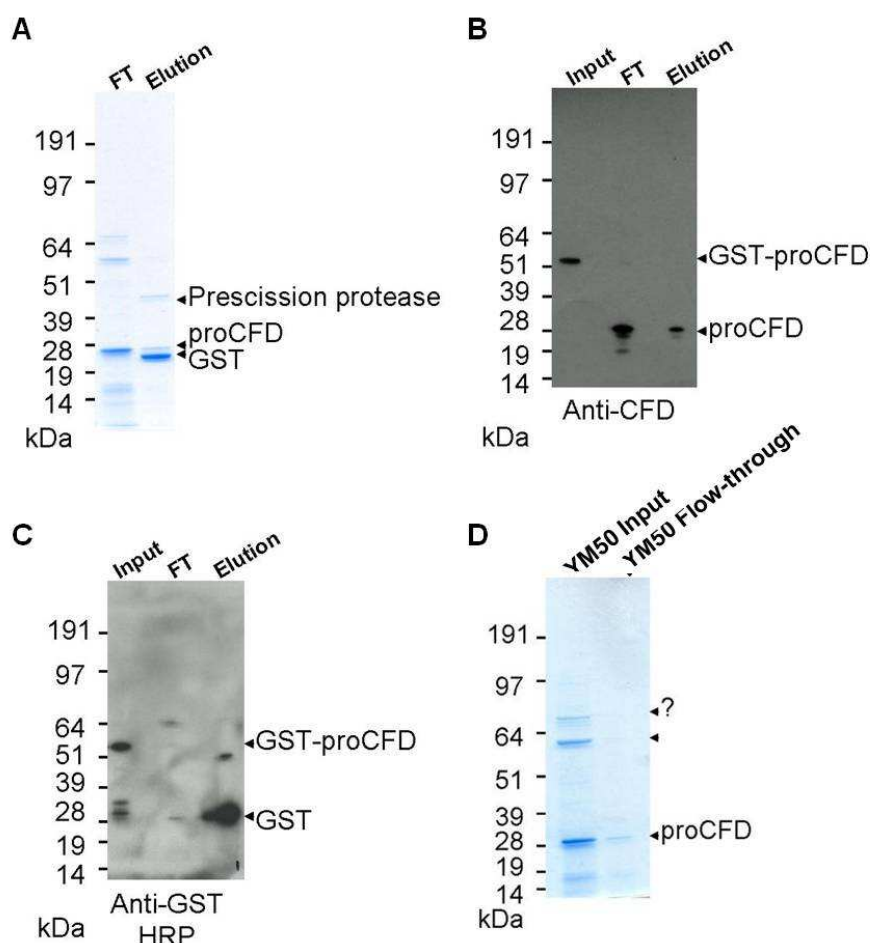 A
FT Elution
191
97
64
51
39
28
19
14
kDa
Prescission protease
proCFD
GST
B
Input FT Elution
191
97
64
51
39
28
19
14
kDa
GST-proCFD
proCFD
Anti-CFD
C
Input FT Elution
191
97
64
51
39
28
19
14
kDa
GST-proCFD
GST
Anti-GST
HRP
D
YM50 Input YM50 Flow-through
191
97
64
51
39
28
19
14
kDa
?
proCFD